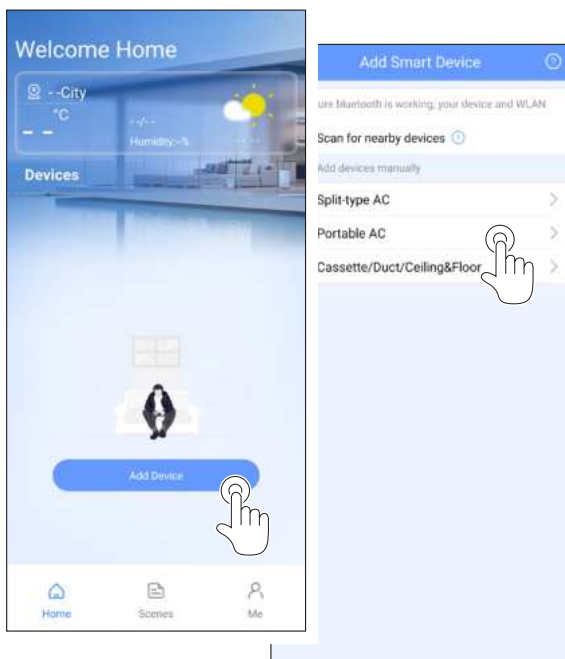 Welcome Home
--City
°C
– –
--/--
Humidity:--%
--:--
Devices
Add Device
Home
Scenes
Me
Add Smart Device
ure bluetooth is working, your device and WLAN
Scan for nearby devices
Add devices manually
Split-type AC
Portable AC
Cassette/Duct/Ceiling&Floor